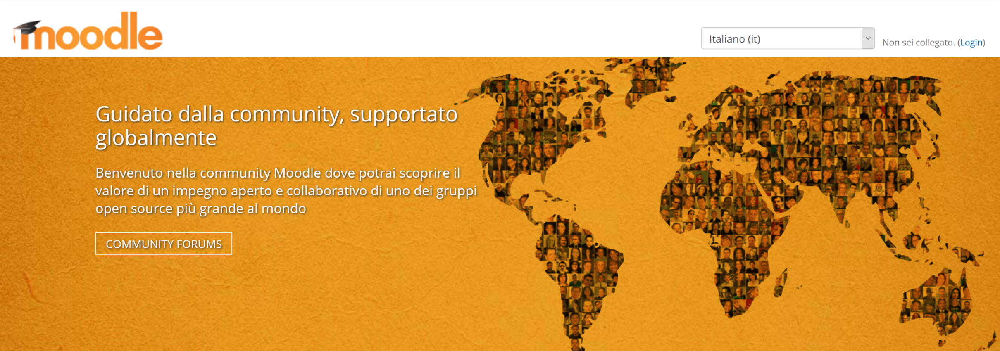 moodle
Italiano (it)
Non sei collegato. (Login)
Guidato dalla community, supportato
globalmente
Benvenuto nella community Moodle dove potrai scoprire il
valore di un impegno aperto e collaborativo di uno dei gruppi
open source più grande al mondo
COMMUNITY FORUMS